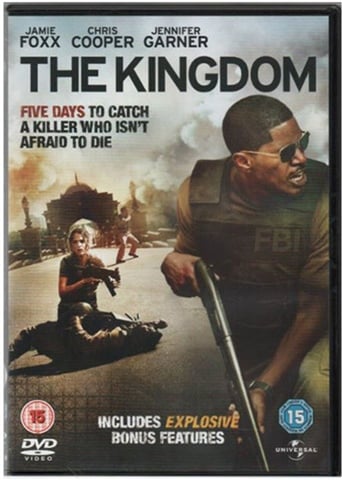 JAMIE FOXX CHRIS COOPER JENNIFER GARNER
THE KINGDOM
FIVE DAYS TO CATCH
A KILLER WHO ISN'T
AFRAID TO DIE
FBI
15
INCLUDES EXPLOSIVE
BONUS FEATURES
15
DVD
VIDEO
UNIVERSAL